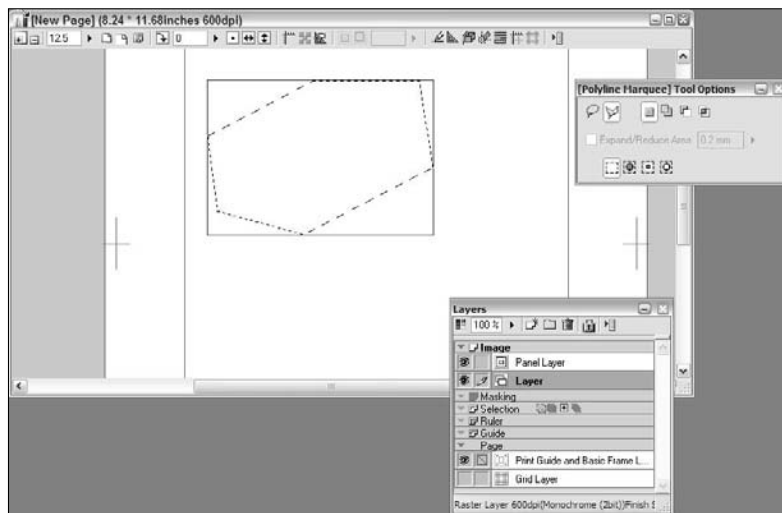 [New Page] (8.24 * 11.68inches 600dpi)
12.5
0
[Polyline Marquee] Tool Options
Expand/Reduce Area 0.2 mm
Layers
100 %
Image
Panel Layer
Layer
Masking
Selection
Ruler
Guide
Page
Print Guide and Basic Frame L...
Grid Layer
Raster Layer 600dpi(Monochrome (2bit))Finish